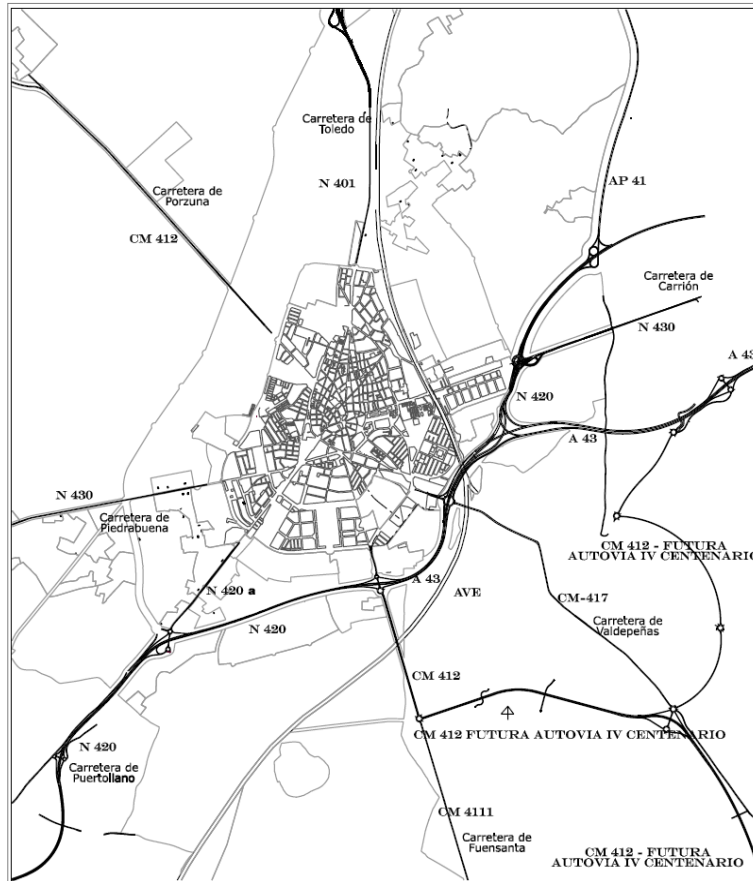 Carretera de
Toledo
N 401
AP 41
Carretera de
Porzuna
CM 412
Carretera de
Carrión
N 430
A 43
N 420
A 43
N 430
Carretera de
Piedrabuena
CM 412 - FUTURA
AUTOVIA IV CENTENARIO
A 43
N 420 a
AVE
CM-417
N 420
Carretera de
Valdepeñas
CM 412
CM 412 FUTURA AUTOVIA IV CENTENARIO
N 420
Carretera de
Puertollano
CM 4111
Carretera de
Fuensanta
CM 412 - FUTURA
AUTOVIA IV CENTENARIO